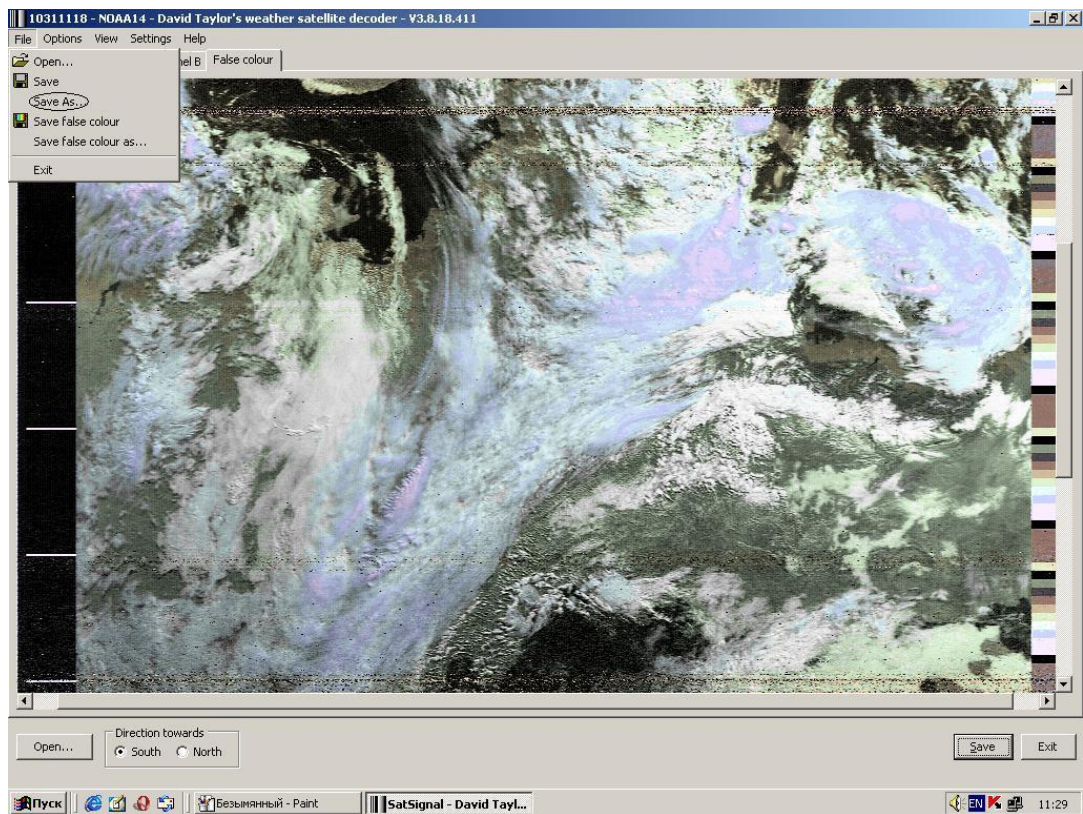 10311118 - NOAA14 - David Taylor's weather satellite decoder - V3.8.18.411
File Options View Settings Help
nel B False colour
Open...
Save
Save As...
Save false colour
Save false colour as...
Exit
Open...
Direction towards
South North
Save Exit
Пуск Безымянный - Paint SatSignal - David Tayl... EN 11:29